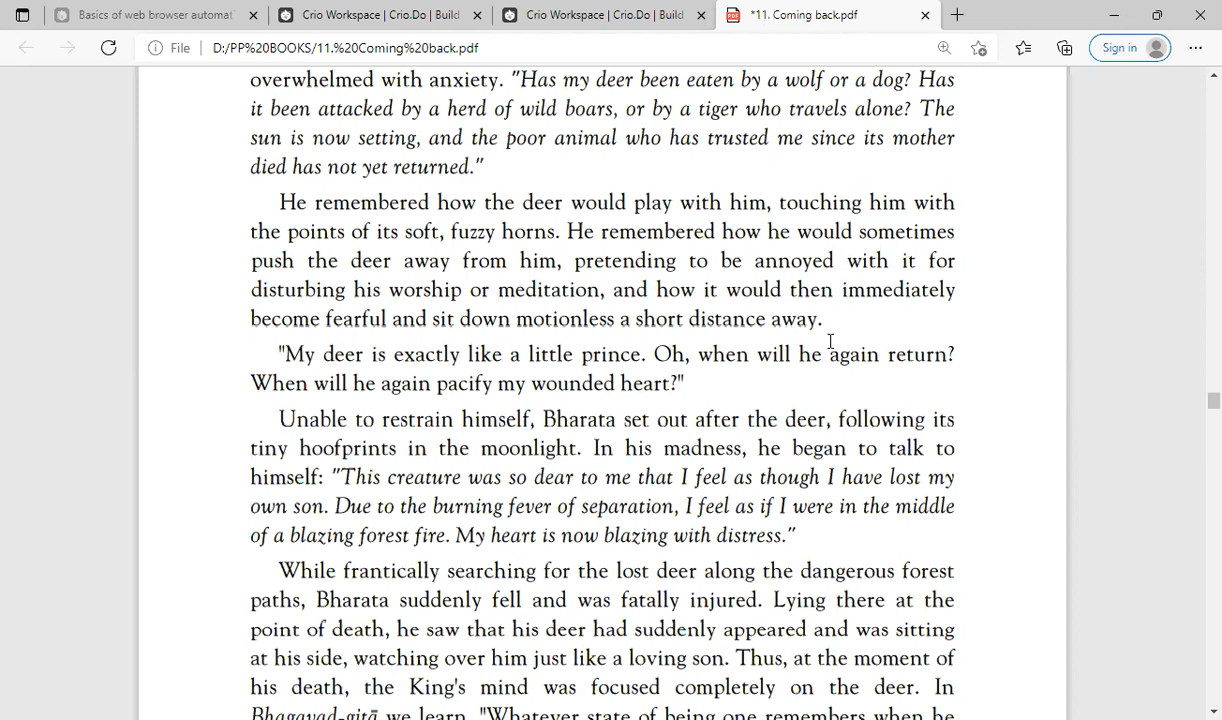 Basics of web browser automat
Crio Workspace | Crio.Do | Build
Crio Workspace | Crio.Do | Build
*11. Coming back.pdf
File
D:/PP%20BOOKS/11.%20Coming%20back.pdf
Sign in
overwhelmed with anxiety. "Has my deer been eaten by a wolf or a dog? Has
it been attacked by a herd of wild boars, or by a tiger who travels alone? The
sun is now setting, and the poor animal who has trusted me since its mother
died has not yet returned."
He remembered how the deer would play with him, touching him with
the points of its soft, fuzzy horns. He remembered how he would sometimes
push the deer away from him, pretending to be annoyed with it for
disturbing his worship or meditation, and how it would then immediately
become fearful and sit down motionless a short distance away.
"My deer is exactly like a little prince. Oh, when will he again return?
When will he again pacify my wounded heart?"
Unable to restrain himself, Bharata set out after the deer, following its
tiny hoofprints in the moonlight. In his madness, he began to talk to
himself: "This creature was so dear to me that I feel as though I have lost my
own son. Due to the burning fever of separation, I feel as if I were in the middle
of a blazing forest fire. My heart is now blazing with distress."
While frantically searching for the lost deer along the dangerous forest
paths, Bharata suddenly fell and was fatally injured. Lying there at the
point of death, he saw that his deer had suddenly appeared and was sitting
at his side, watching over him just like a loving son. Thus, at the moment of
his death, the King's mind was focused completely on the deer. In
Bhagavad-gītā we learn, "Whatever state of being one remembers when he